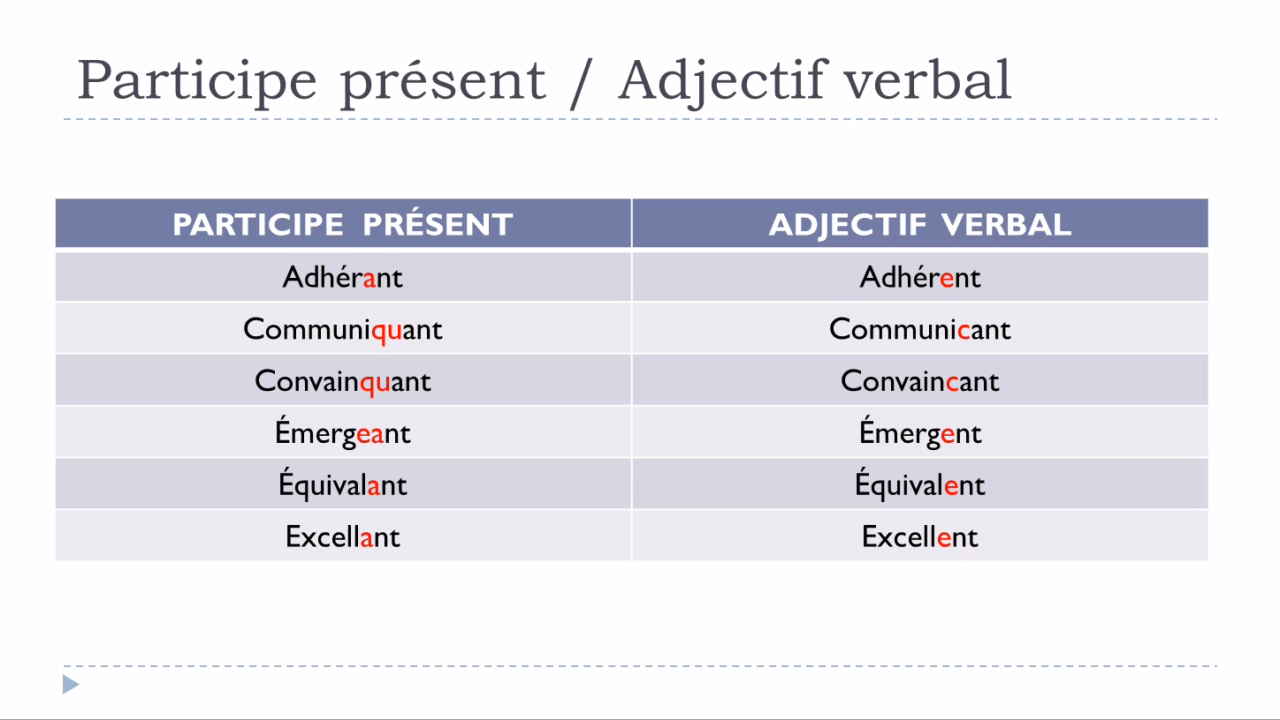 Participe présent / Adjectif verbal
PARTICIPE PRÉSENT ADJECTIF VERBAL
Adhérant Adhérent
Communiquant Communicant
Convainquant Convaincant
Émergeant Émergent
Équivalant Équivalent
Excellant Excellent